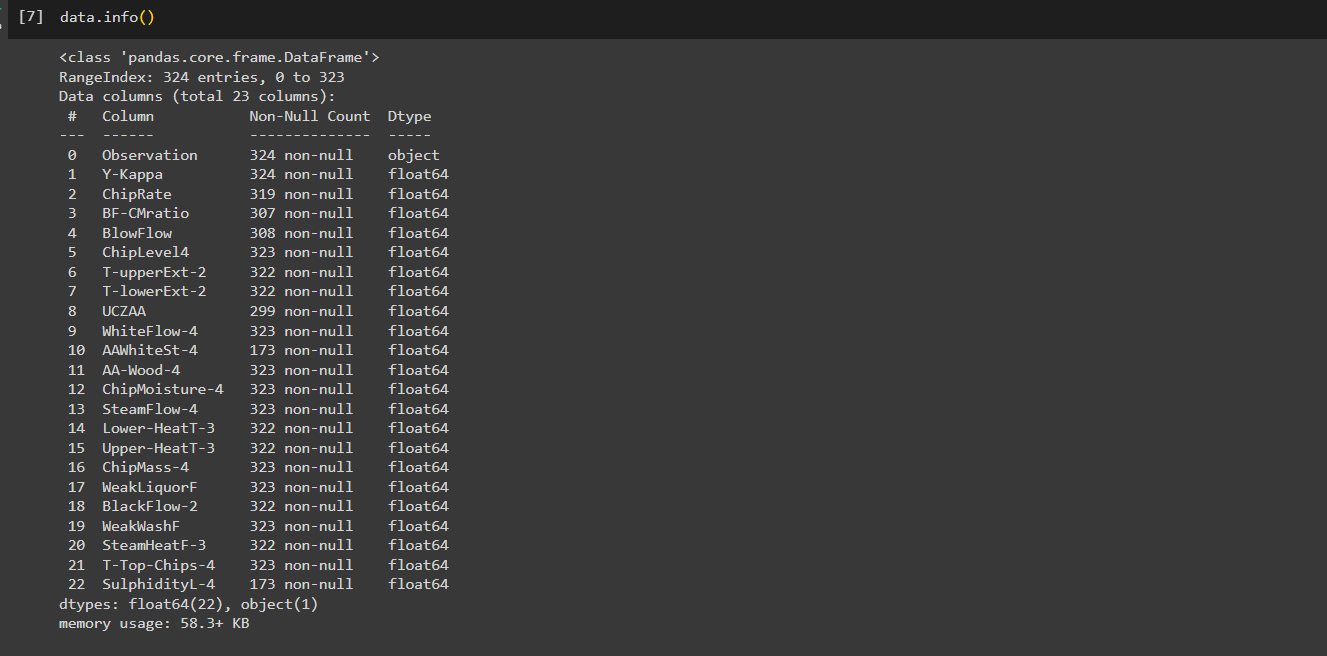 [7] data.info()
<class 'pandas.core.frame.DataFrame'>
RangeIndex: 324 entries, 0 to 323
Data columns (total 23 columns):
 #   Column         Non-Null Count  Dtype
---  ------         --------------  -----
 0   Observation    324 non-null    object
 1   Y-Kappa        324 non-null    float64
 2   ChipRate       319 non-null    float64
 3   BF-CMratio     307 non-null    float64
 4   BlowFlow       308 non-null    float64
 5   ChipLevel4     323 non-null    float64
 6   T-upperExt-2   322 non-null    float64
 7   T-lowerExt-2   322 non-null    float64
 8   UCZAA          299 non-null    float64
 9   WhiteFlow-4    323 non-null    float64
 10  AAWhiteSt-4    173 non-null    float64
 11  AA-Wood-4      323 non-null    float64
 12  ChipMoisture-4 323 non-null    float64
 13  SteamFlow-4    323 non-null    float64
 14  Lower-HeatT-3  322 non-null    float64
 15  Upper-HeatT-3  322 non-null    float64
 16  ChipMass-4     323 non-null    float64
 17  WeakLiquorF    323 non-null    float64
 18  BlackFlow-2    322 non-null    float64
 19  WeakWashF      323 non-null    float64
 20  SteamHeatF-3   322 non-null    float64
 21  T-Top-Chips-4  323 non-null    float64
 22  SulphidityL-4  173 non-null    float64
dtypes: float64(22), object(1)
memory usage: 58.3+ KB